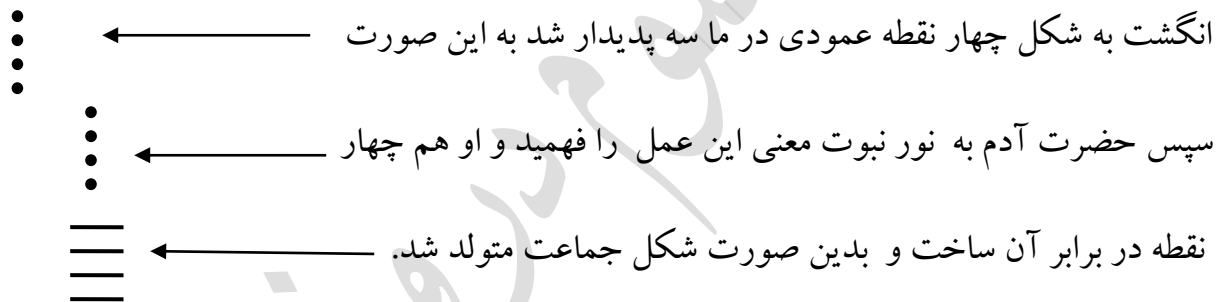 انگشت به شکل چهار نقطه عمودی در ما سه پدیدار شد به این صورت
سپس حضرت آدم به نور نبوت معنی این عمل را فهمید و او هم چهار
نقطه در برابر آن ساخت و بدین صورت شکل جماعت متولد شد.